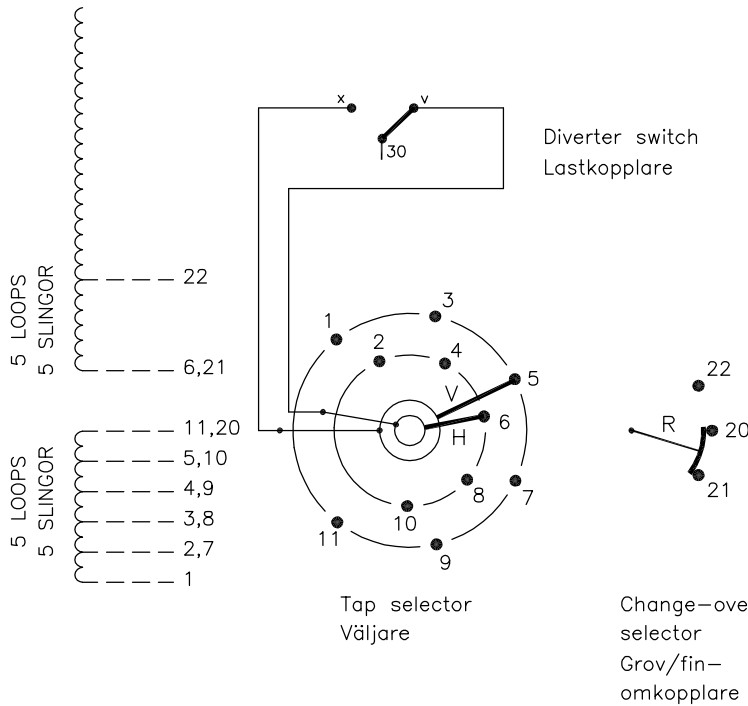 x
v
30
Diverter switch
Lastkopplare
5 LOOPS
5 SLINGOR
22
6,21
11,20
5,10
4,9
3,8
2,7
1
5 LOOPS
5 SLINGOR
1
3
2
4
V
5
6
H
8
7
10
11
9
22
R
20
21
Tap selector
Väljare
Change-ove
selector
Grov/fin-
omkopplare